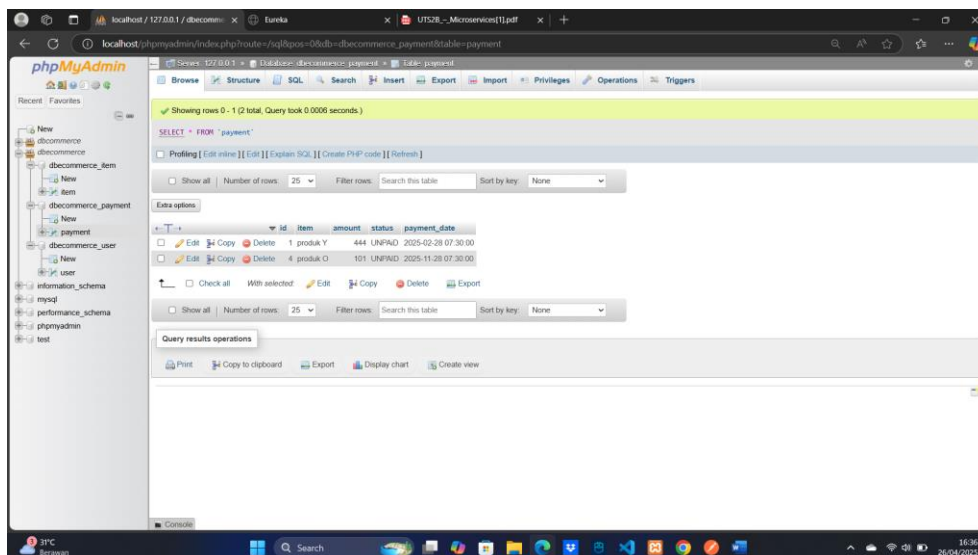 localhost / 127.0.0.1 / dbecomme
Eureka
UTS2B_-_Microservices[1].pdf
localhost/phpmyadmin/index.php?route=/sql&pos=0&db=dbecommerce_payment&table=payment
phpMyAdmin
Recent Favorites
New
dbcommerce
dbecommerce
dbecommerce_item
New
item
dbecommerce_payment
New
payment
dbecommerce_user
New
user
information_schema
mysql
performance_schema
phpmyadmin
test
Server: 127.0.0.1 » Database: dbecommerce_payment » Table: payment
Browse Structure SQL Search Insert Export Import Privileges Operations Triggers
Showing rows 0 - 1 (2 total, Query took 0.0006 seconds.)
SELECT * FROM `payment`
Profiling [ Edit inline ] [ Edit ] [ Explain SQL ] [ Create PHP code ] [ Refresh ]
Show all | Number of rows: 25 Filter rows: Search this table Sort by key: None
Extra options
←T→ id item amount status payment_date
Edit Copy Delete 1 produk Y 444 UNPAID 2025-02-28 07:30:00
Edit Copy Delete 4 produk O 101 UNPAID 2025-11-28 07:30:00
Check all With selected: Edit Copy Delete Export
Show all | Number of rows: 25 Filter rows: Search this table Sort by key: None
Query results operations
Print Copy to clipboard Export Display chart Create view
Console
3
31°C
Berawan
Search
16:36